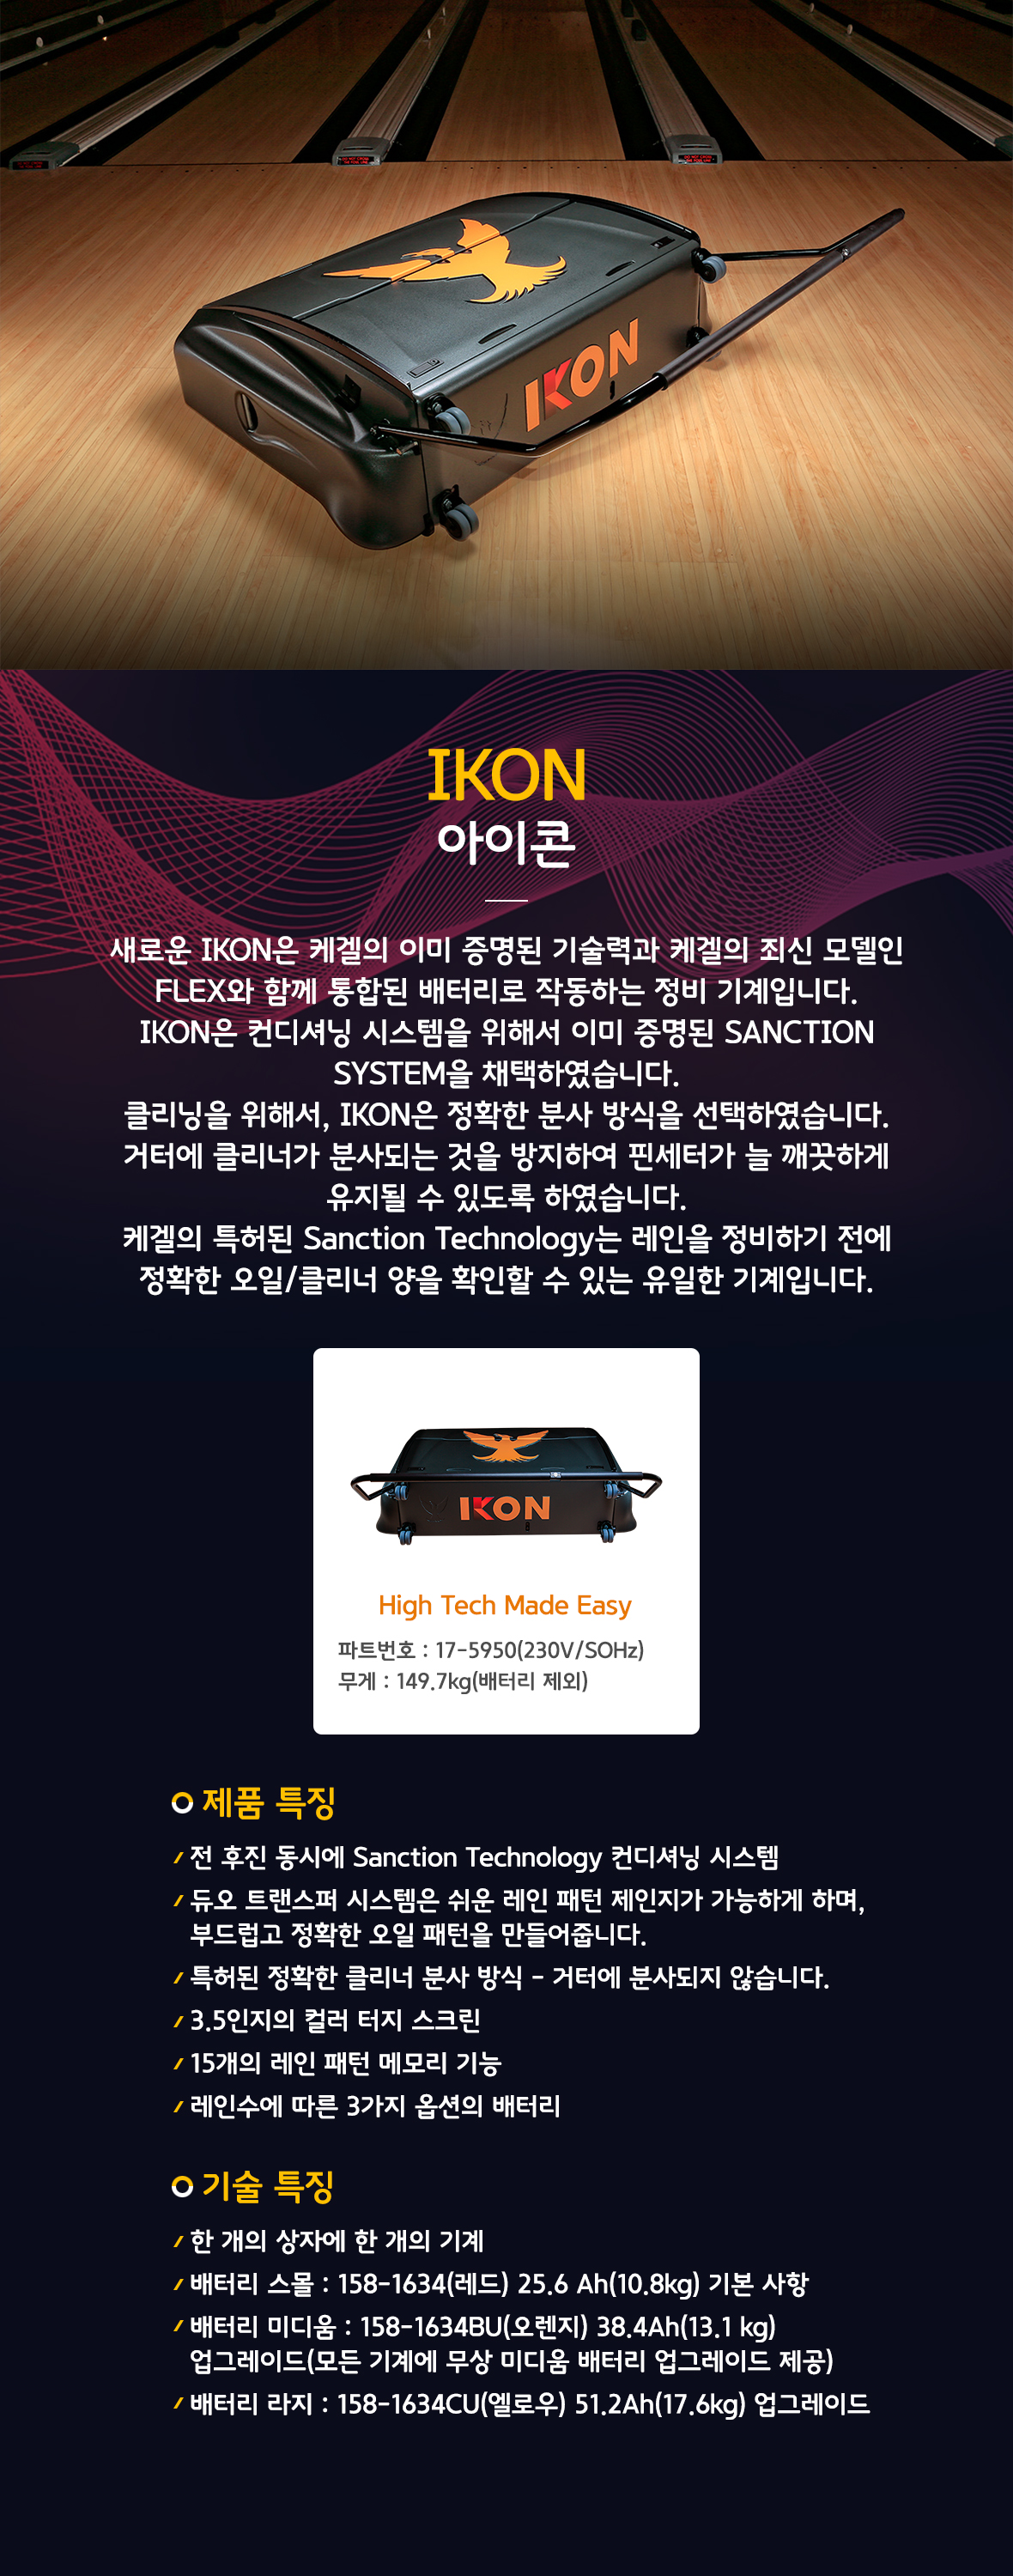 IKON
IKON
아이콘
새로운 IKON은 케겔의 이미 증명된 기술력과 케겔의 죄신 모델인
FLEX와 함께 통합된 배터리로 작동하는 정비 기계입니다.
IKON은 컨디셔닝 시스템을 위해서 이미 증명된 SANCTION
SYSTEM을 채택하였습니다.
클리닝을 위해서, IKON은 정확한 분사 방식을 선택하였습니다.
거터에 클리너가 분사되는 것을 방지하여 핀세터가 늘 깨끗하게
유지될 수 있도록 하였습니다.
케겔의 특허된 Sanction Technology는 레인을 정비하기 전에
정확한 오일/클리너 양을 확인할 수 있는 유일한 기계입니다.
IKON
High Tech Made Easy
파트번호 : 17-5950(230V/SOHz)
무게 : 149.7kg(배터리 제외)
제품 특징
전 후진 동시에 Sanction Technology 컨디셔닝 시스템
듀오 트랜스퍼 시스템은 쉬운 레인 패턴 제인지가 가능하게 하며,
부드럽고 정확한 오일 패턴을 만들어줍니다.
특허된 정확한 클리너 분사 방식 - 거터에 분사되지 않습니다.
3.5인지의 컬러 터지 스크린
15개의 레인 패턴 메모리 기능
레인수에 따른 3가지 옵션의 배터리
기술 특징
한 개의 상자에 한 개의 기계
배터리 스몰 : 158-1634(레드) 25.6 Ah(10.8kg) 기본 사항
배터리 미디움 : 158-1634BU(오렌지) 38.4Ah(13.1 kg)
업그레이드(모든 기계에 무상 미디움 배터리 업그레이드 제공)
배터리 라지 : 158-1634CU(옐로우) 51.2Ah(17.6kg) 업그레이드